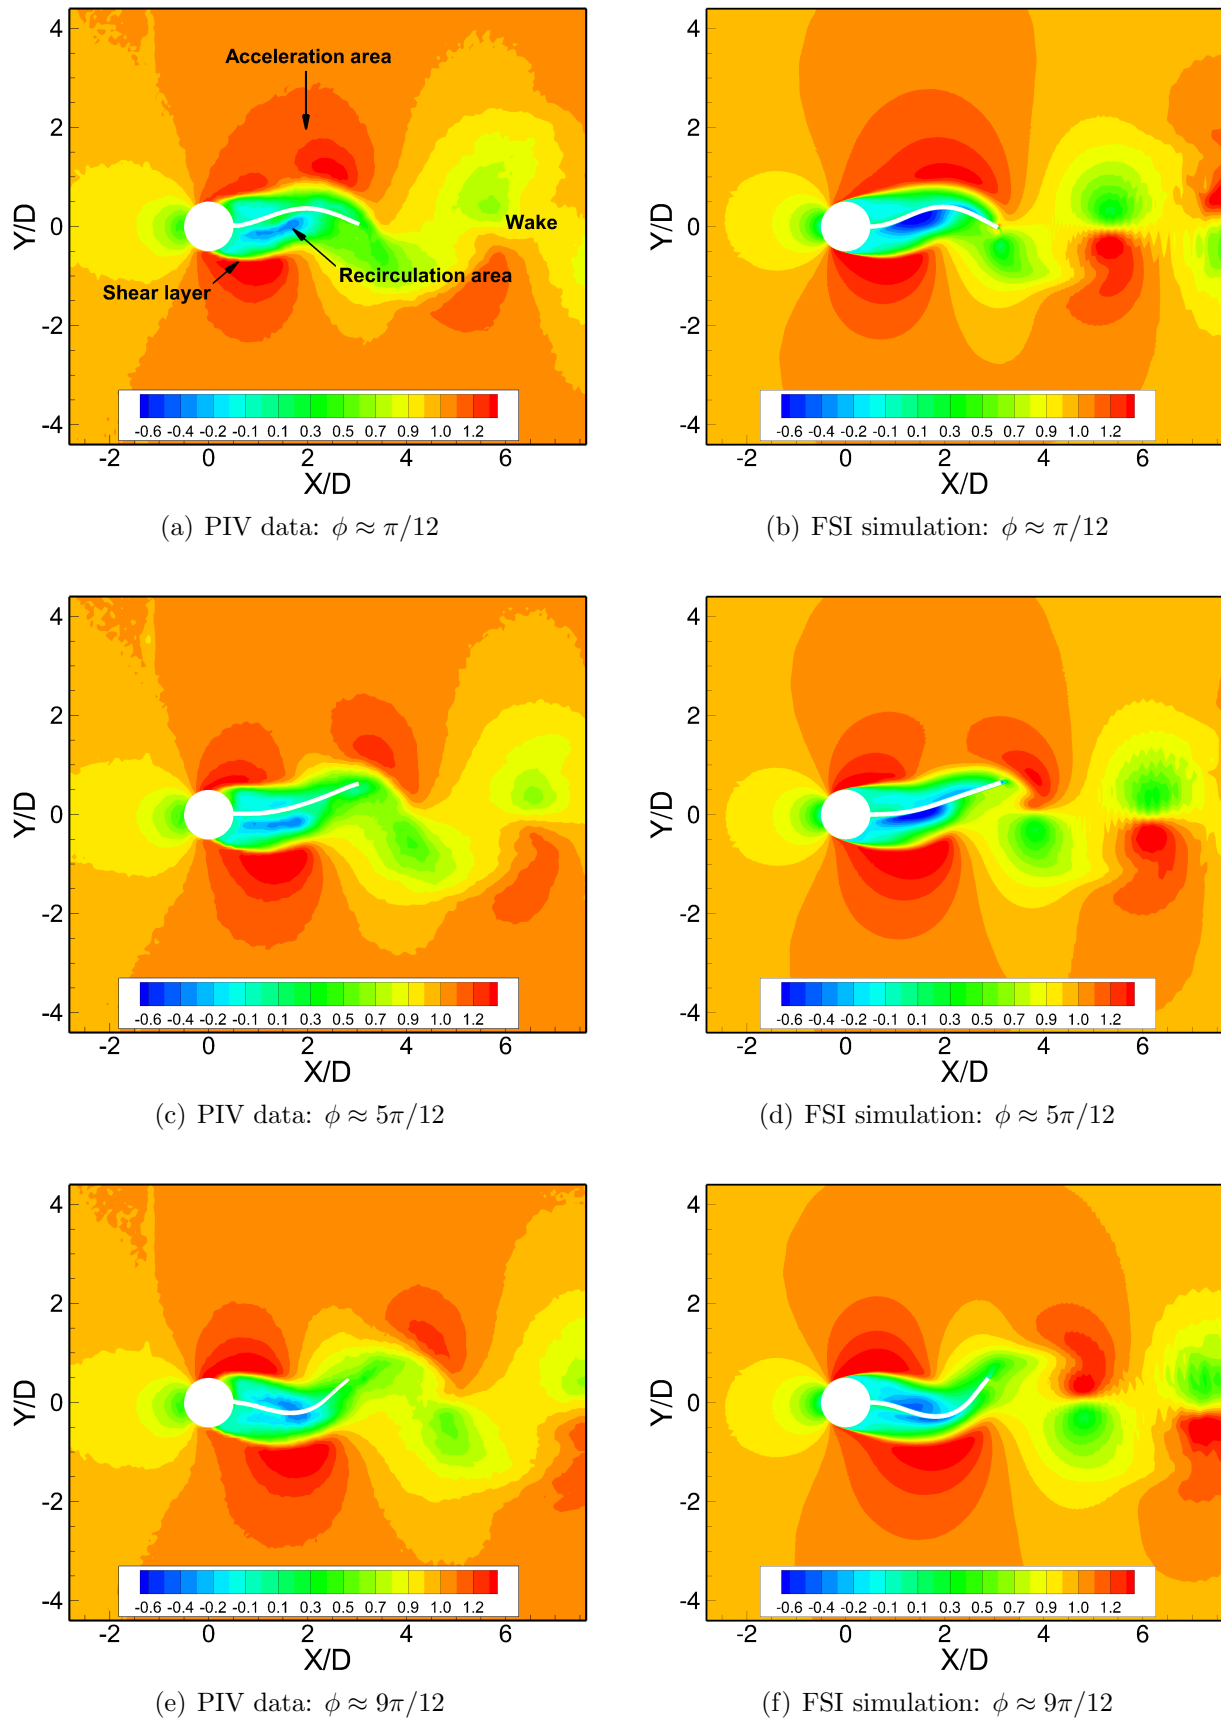 4
Acceleration area
2
Y/D
0
Wake
Recirculation area
Shear layer
-2
-0.6 -0.4 -0.2 -0.1 0.1 0.3 0.5 0.7 0.9 1.0 1.2
-4
-2 0 2 4 6
X/D
(a) PIV data: ϕ ≈ π/12
4
2
Y/D
0
-2
-0.6 -0.4 -0.2 -0.1 0.1 0.3 0.5 0.7 0.9 1.0 1.2
-4
-2 0 2 4 6
X/D
(b) FSI simulation: ϕ ≈ π/12
4
2
Y/D
0
-2
-0.6 -0.4 -0.2 -0.1 0.1 0.3 0.5 0.7 0.9 1.0 1.2
-4
-2 0 2 4 6
X/D
(c) PIV data: ϕ ≈ 5π/12
4
2
Y/D
0
-2
-0.6 -0.4 -0.2 -0.1 0.1 0.3 0.5 0.7 0.9 1.0 1.2
-4
-2 0 2 4 6
X/D
(d) FSI simulation: ϕ ≈ 5π/12
4
2
Y/D
0
-2
-0.6 -0.4 -0.2 -0.1 0.1 0.3 0.5 0.7 0.9 1.0 1.2
-4
-2 0 2 4 6
X/D
(e) PIV data: ϕ ≈ 9π/12
4
2
Y/D
0
-2
-0.6 -0.4 -0.2 -0.1 0.1 0.3 0.5 0.7 0.9 1.0 1.2
-4
-2 0 2 4 6
X/D
(f) FSI simulation: ϕ ≈ 9π/12